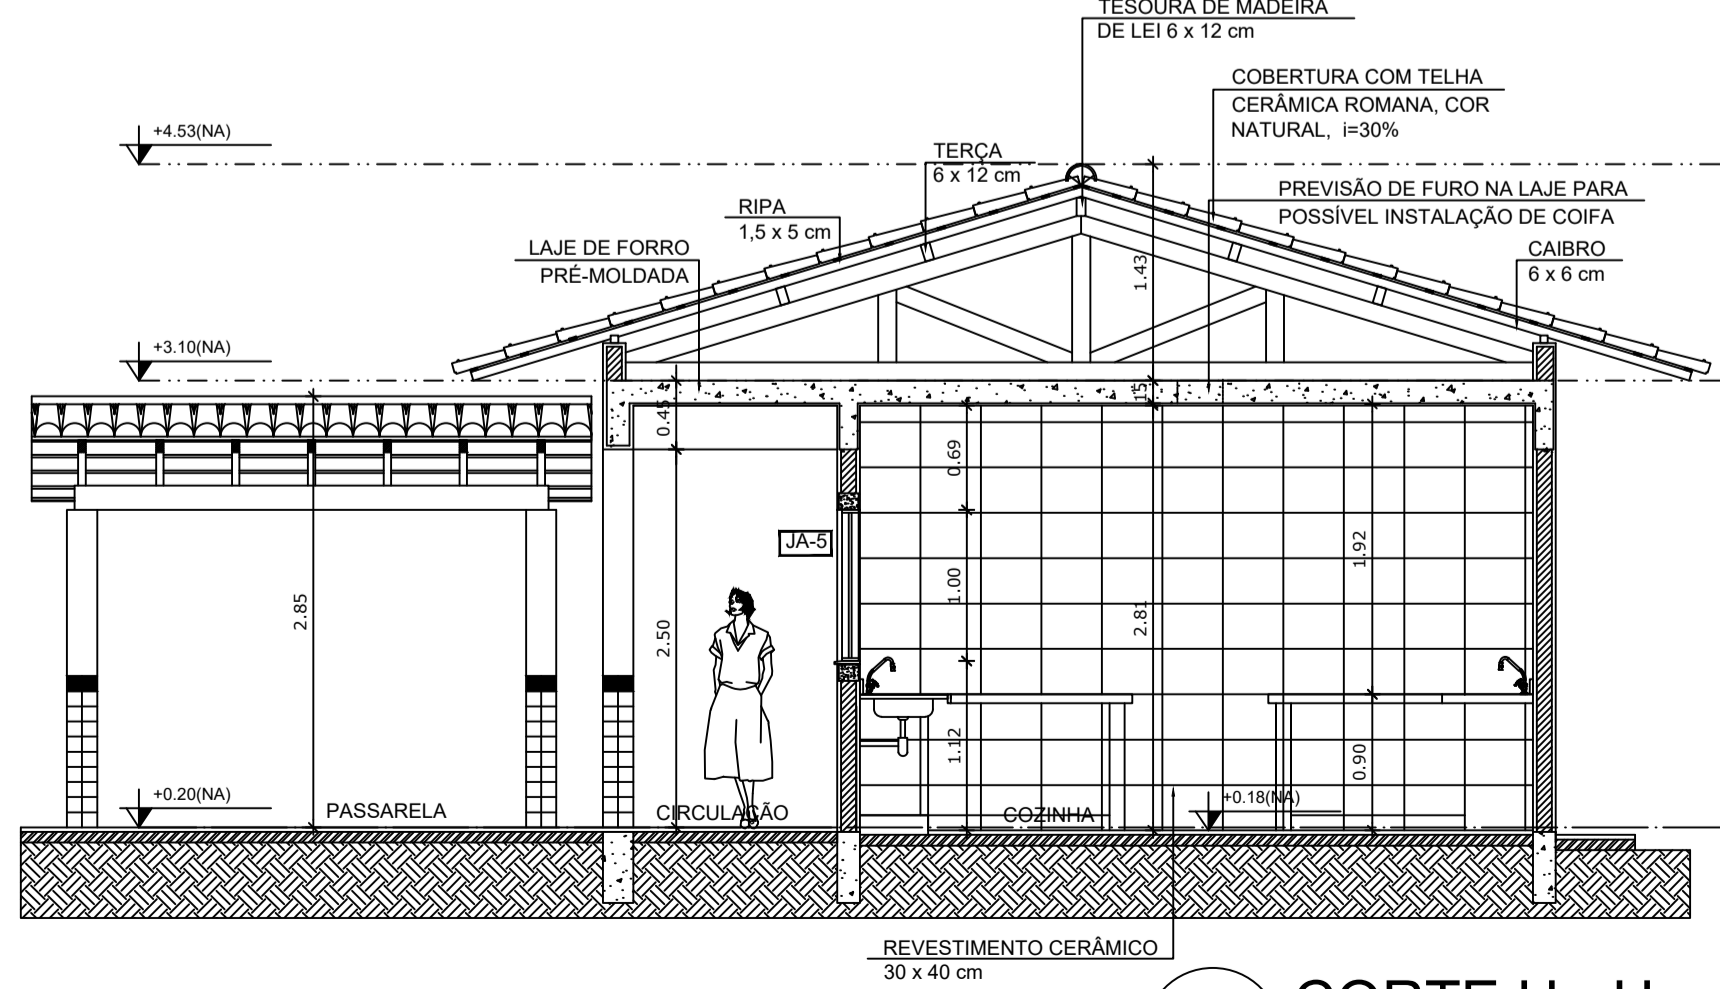 TESOURA DE MADEIRA
DE LEI 6 x 12 cm
COBERTURA COM TELHA
CERÂMICA ROMANA, COR
NATURAL, i=30%
+4.53(NA)
TERÇA
6 x 12 cm
PREVISÃO DE FURO NA LAJE PARA
POSSÍVEL INSTALAÇÃO DE COIFA
RIPA
1,5 x 5 cm
LAJE DE FORRO
PRÉ-MOLDADA
CAIBRO
6 x 6 cm
1.43
+3.10(NA)
15
0.45
0.69
JA-5
1.92
1.00
2.85
2.50
2.81
1.12
0.90
+0.20(NA)
+0.18(NA)
PASSARELA
CIRCULAÇÃO
COZINHA
REVESTIMENTO CERÂMICO
30 x 40 cm